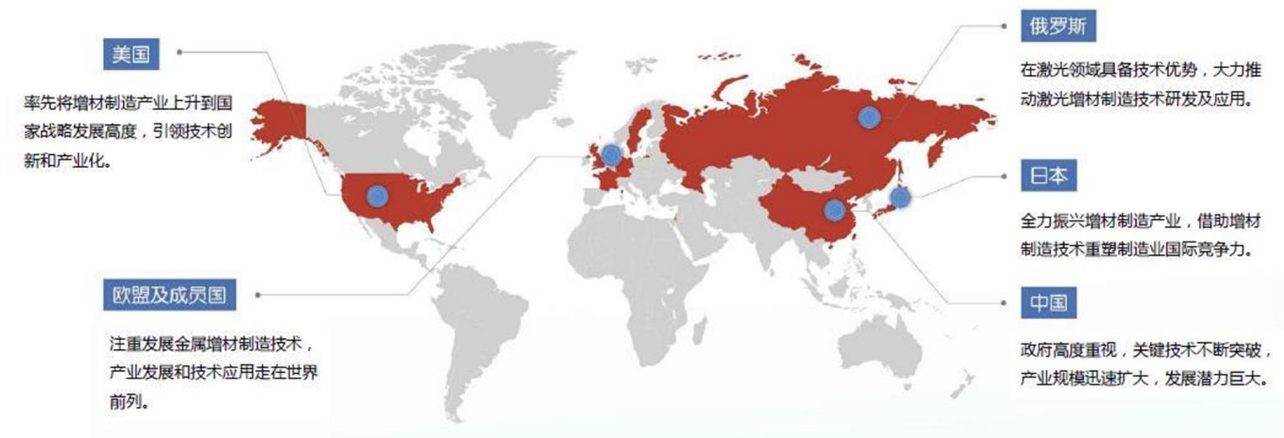 美国
率先将增材制造产业上升到国
家战略发展高度，引领技术创
新和产业化。
欧盟及成员国
注重发展金属增材制造技术，
产业发展和技术应用走在世界
前列。
俄罗斯
在激光领域具备技术优势，大力推
动激光增材制造技术研发及应用。
日本
全力振兴增材制造产业，借助增材
制造技术重塑制造业国际竞争力。
中国
政府高度重视，关键技术不断突破，
产业规模迅速扩大，发展潜力巨大。